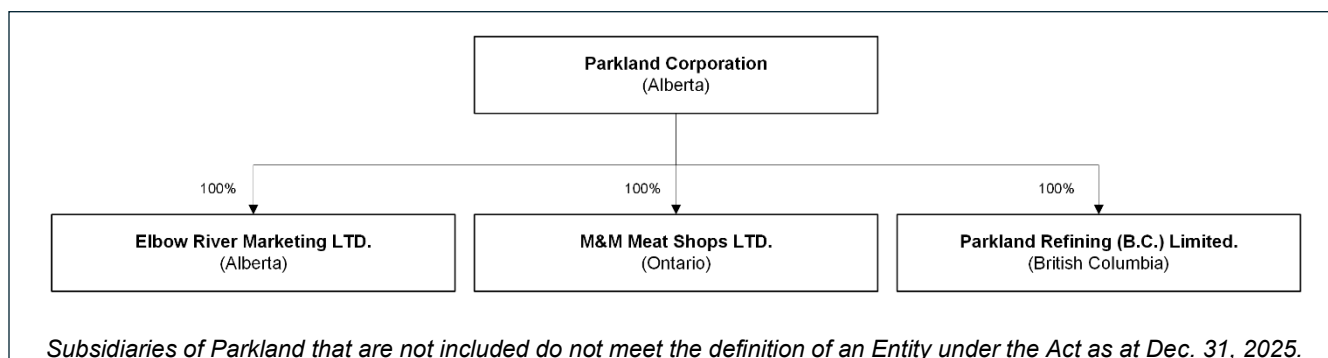 Parkland Corporation
(Alberta)
100%
100%
100%
Elbow River Marketing LTD.
(Alberta)
M&M Meat Shops LTD.
(Ontario)
Parkland Refining (B.C.) Limited.
(British Columbia)
Subsidiaries of Parkland that are not included do not meet the definition of an Entity under the Act as at Dec. 31, 2025.